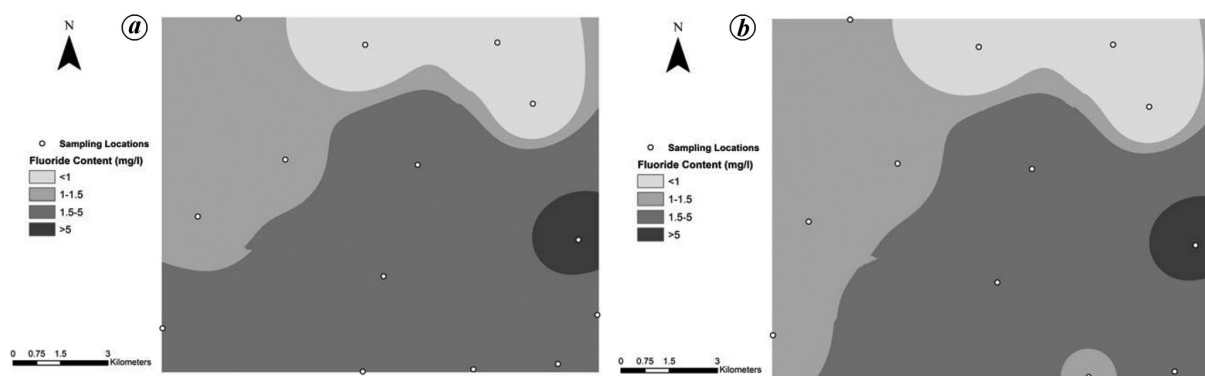 a
N
Sampling Locations
Fluoride Content (mg/l)
<1
1-1.5
1.5-5
>5
0 0.75 1.5 3
Kilometers
b
N
Sampling Locations
Fluoride Content (mg/l)
<1
1-1.5
1.5-5
>5
0 0.75 1.5 3
Kilometers